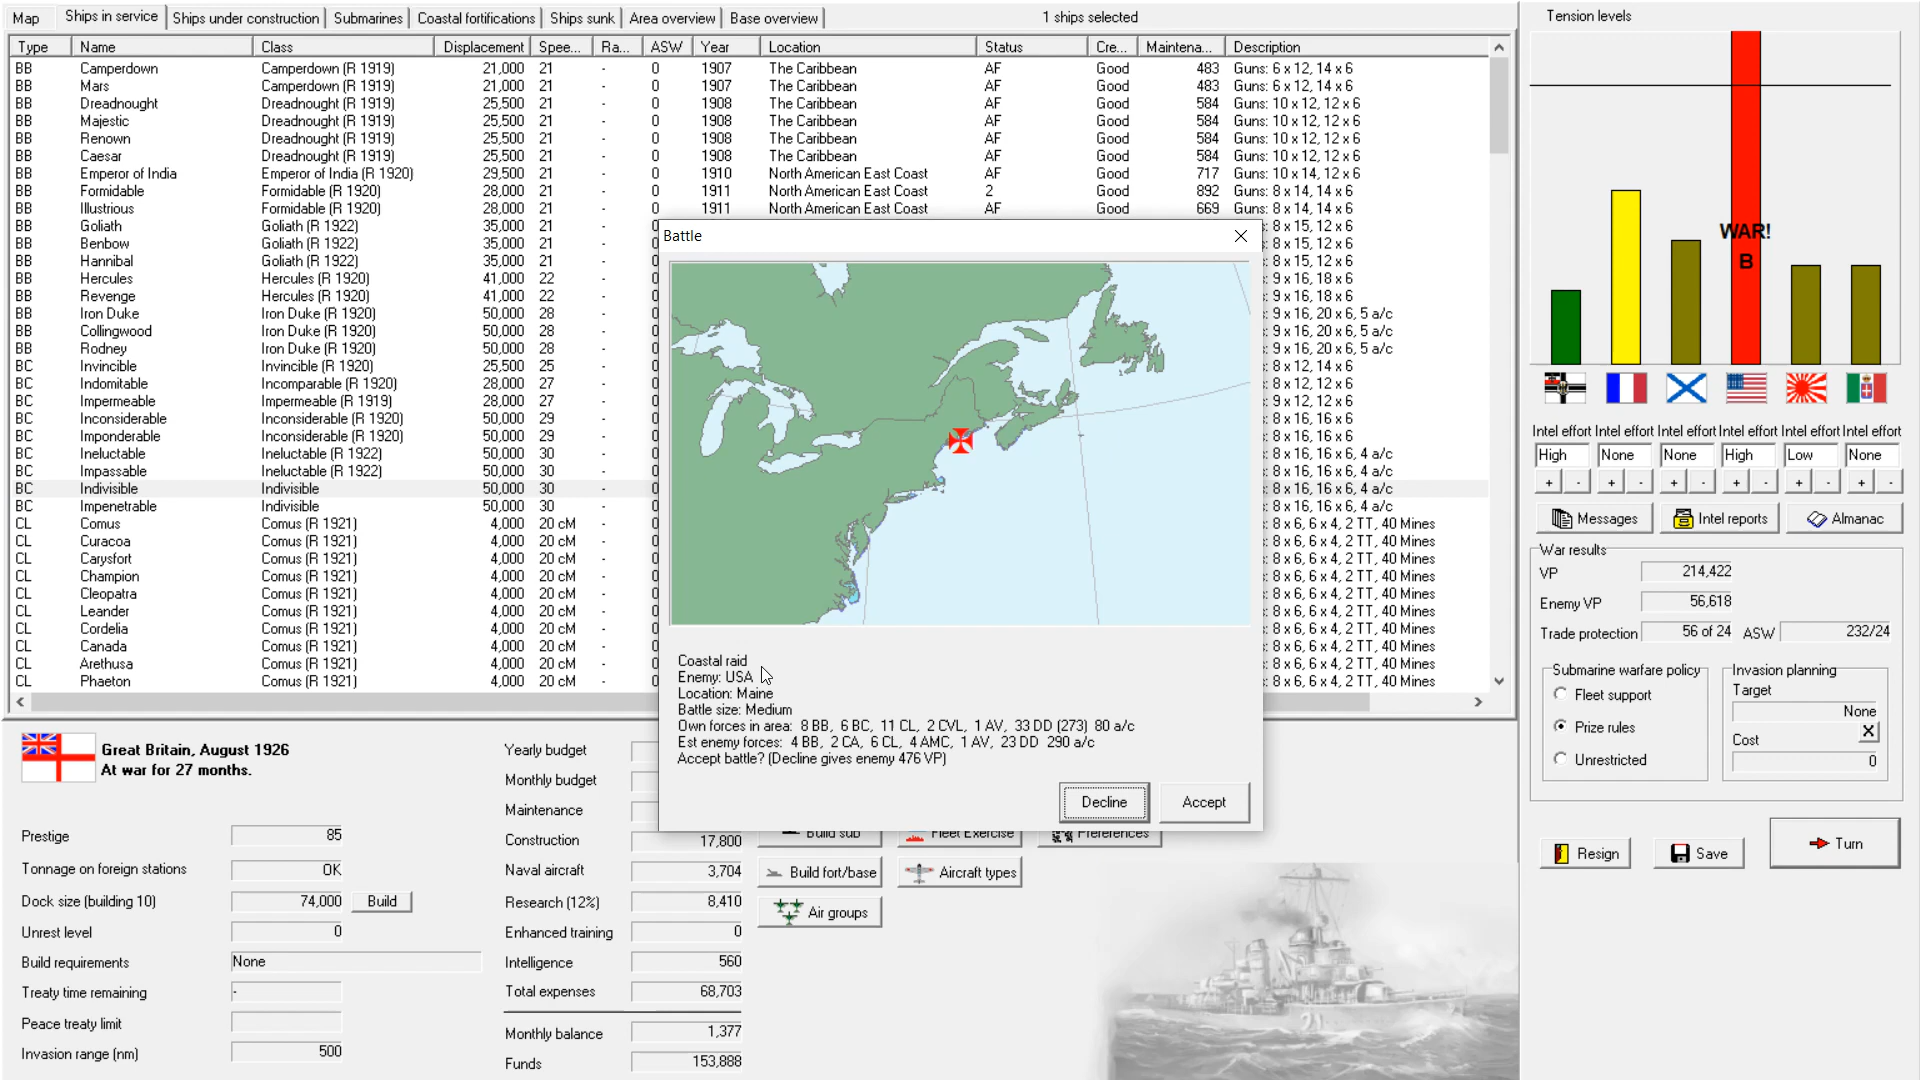 Map Ships in service Ships under construction Submarines Coastal fortifications Ships sunk Area overview Base overview 1 ships selected
Type Name Class Displacement Spee... Ra... ASW Year Location Status Cre... Maintena... Description
BB Camperdown Camperdown (R 1919) 21,000 21 - 0 1907 The Caribbean AF Good 483 Guns: 6 x 12, 14 x 6
BB Mars Camperdown (R 1919) 21,000 21 - 0 1907 The Caribbean AF Good 483 Guns: 6 x 12, 14 x 6
BB Dreadnought Dreadnought (R 1919) 25,500 21 - 0 1908 The Caribbean AF Good 584 Guns: 10 x 12, 12 x 6
BB Majestic Dreadnought (R 1919) 25,500 21 - 0 1908 The Caribbean AF Good 584 Guns: 10 x 12, 12 x 6
BB Renown Dreadnought (R 1919) 25,500 21 - 0 1908 The Caribbean AF Good 584 Guns: 10 x 12, 12 x 6
BB Caesar Dreadnought (R 1919) 25,500 21 - 0 1908 The Caribbean AF Good 584 Guns: 10 x 12, 12 x 6
BB Emperor of India Emperor of India (R 1920) 29,500 21 - 0 1910 North American East Coast AF Good 717 Guns: 10 x 14, 12 x 6
BB Formidable Formidable (R 1920) 28,000 21 - 0 1911 North American East Coast 2 Good 892 Guns: 8 x 14, 14 x 6
BB Illustrious Formidable (R 1920) 28,000 21 - 0 1911 North American East Coast AF Good 669 Guns: 8 x 14, 14 x 6
BB Goliath Goliath (R 1922) 35,000 21 - 0 : 8 x 15, 12 x 6
BB Benbow Goliath (R 1922) 35,000 21 - 0 : 8 x 15, 12 x 6
BB Hannibal Goliath (R 1922) 35,000 21 - 0 : 8 x 15, 12 x 6
BB Hercules Hercules (R 1920) 41,000 22 - 0 : 9 x 16, 18 x 6
BB Revenge Hercules (R 1920) 41,000 22 - 0 : 9 x 16, 18 x 6
BB Iron Duke Iron Duke (R 1920) 50,000 28 - 0 : 9 x 16, 20 x 6, 5 a/c
BB Collingwood Iron Duke (R 1920) 50,000 28 - 0 : 9 x 16, 20 x 6, 5 a/c
BB Rodney Iron Duke (R 1920) 50,000 28 - 0 : 9 x 16, 20 x 6, 5 a/c
BC Invincible Invincible (R 1920) 25,500 25 - 0 : 8 x 12, 14 x 6
BC Indomitable Incomparable (R 1920) 28,000 27 - 0 : 8 x 12, 12 x 6
BC Impermeable Impermeable (R 1919) 28,000 27 - 0 : 9 x 12, 12 x 6
BC Inconsiderable Inconsiderable (R 1920) 50,000 29 - 0 : 8 x 16, 16 x 6
BC Imponderable Inconsiderable (R 1920) 50,000 29 - 0 : 8 x 16, 16 x 6
BC Ineluctable Ineluctable (R 1922) 50,000 30 - 0 : 8 x 16, 16 x 6, 4 a/c
BC Impassable Ineluctable (R 1922) 50,000 30 - 0 : 8 x 16, 16 x 6, 4 a/c
BC Indivisible Indivisible 50,000 30 - 0 : 8 x 16, 16 x 6, 4 a/c
BC Impenetrable Indivisible 50,000 30 - 0 : 8 x 16, 16 x 6, 4 a/c
CL Comus Comus (R 1921) 4,000 20 cM - 0 : 8 x 6, 6 x 4, 2 TT, 40 Mines
CL Curacoa Comus (R 1921) 4,000 20 cM - 0 : 8 x 6, 6 x 4, 2 TT, 40 Mines
CL Carysfort Comus (R 1921) 4,000 20 cM - 0 : 8 x 6, 6 x 4, 2 TT, 40 Mines
CL Champion Comus (R 1921) 4,000 20 cM - 0 : 8 x 6, 6 x 4, 2 TT, 40 Mines
CL Cleopatra Comus (R 1921) 4,000 20 cM - 0 : 8 x 6, 6 x 4, 2 TT, 40 Mines
CL Leander Comus (R 1921) 4,000 20 cM - 0 : 8 x 6, 6 x 4, 2 TT, 40 Mines
CL Cordelia Comus (R 1921) 4,000 20 cM - 0 : 8 x 6, 6 x 4, 2 TT, 40 Mines
CL Canada Comus (R 1921) 4,000 20 cM - 0 : 8 x 6, 6 x 4, 2 TT, 40 Mines
CL Arethusa Comus (R 1921) 4,000 20 cM - 0 : 8 x 6, 6 x 4, 2 TT, 40 Mines
CL Phaeton Comus (R 1921) 4,000 20 cM - 0 : 8 x 6, 6 x 4, 2 TT, 40 Mines
Battle
Coastal raid
Enemy: USA
Location: Maine
Battle size: Medium
Own forces in area: 8 BB, 6 BC, 11 CL, 2 CVL, 1 AV, 33 DD (273) 80 a/c
Est enemy forces: 4 BB, 2 CA, 6 CL, 4 AMC, 1 AV, 23 DD 290 a/c
Accept battle? (Decline gives enemy 476 VP)
Decline Accept
Great Britain, August 1926
At war for 27 months.
Prestige 85
Tonnage on foreign stations OK
Dock size (building 10) 74,000 Build
Unrest level 0
Build requirements None
Treaty time remaining -
Peace treaty limit
Invasion range (nm) 500
Yearly budget
Monthly budget
Maintenance
Construction 17,800
Naval aircraft 3,704
Research (12%) 8,410
Enhanced training 0
Intelligence 560
Total expenses 68,703
Monthly balance 1,377
Funds 153,888
Build sub Fleet Exercise Preferences
Build fort/base Aircraft types
Air groups
21
Tension levels
WAR!
B
Intel effort Intel effort Intel effort Intel effort Intel effort Intel effort
High None None High Low None
+ - + - + - + - + - + -
Messages Intel reports Almanac
War results
VP 214,422
Enemy VP 56,618
Trade protection 56 of 24 ASW 232/24
Submarine warfare policy
Fleet support
Prize rules
Unrestricted
Invasion planning
Target
None
Cost X
0
Resign Save Turn